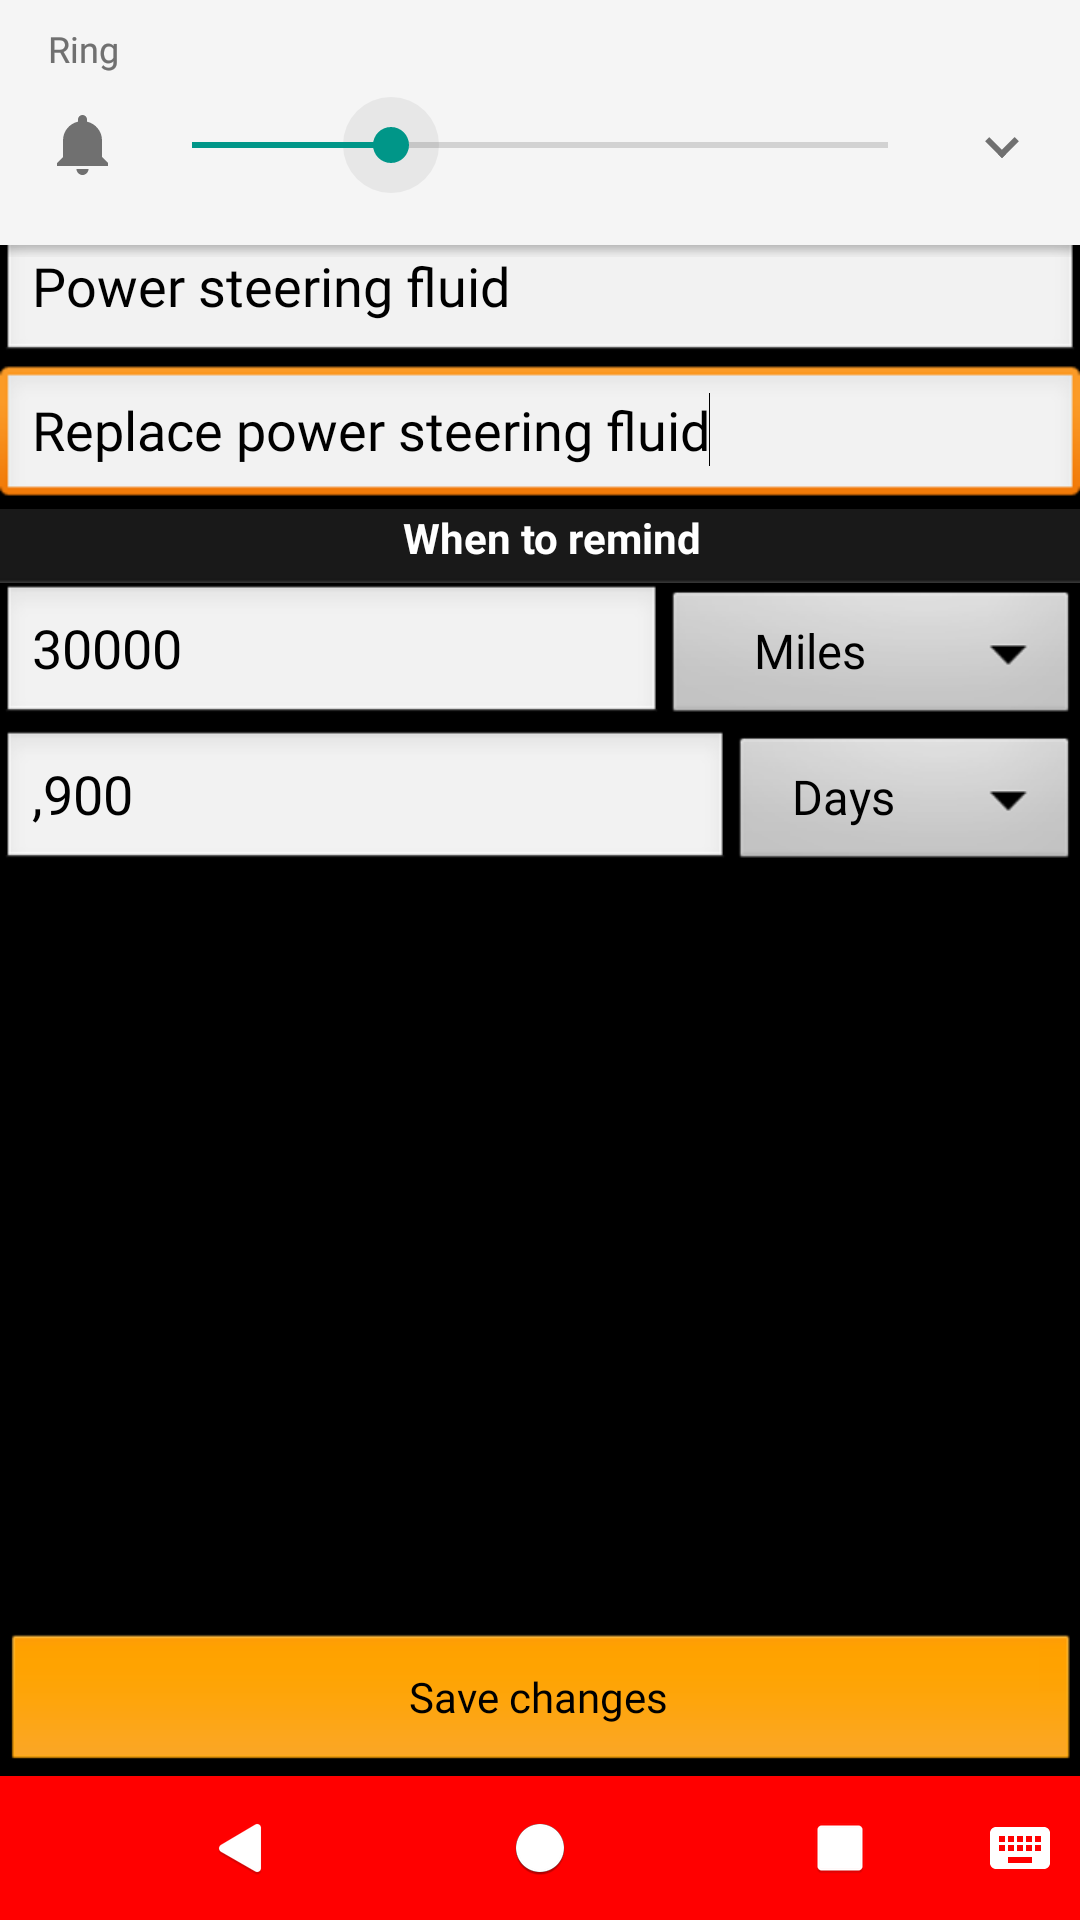 Ring
Power steering fluid
Replace power steering fluid
When to remind
30000 Miles
,900 Days
Save changes